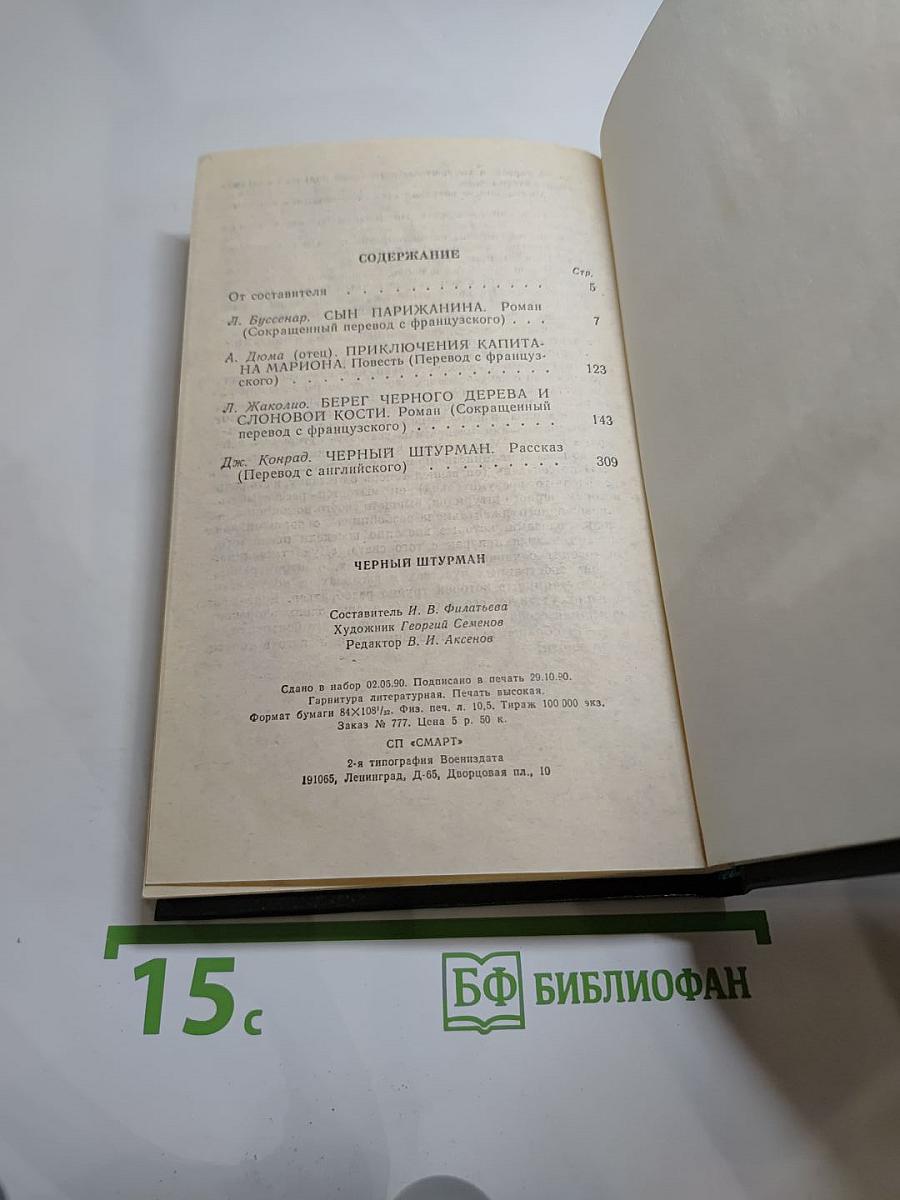 СОДЕРЖАНИЕ
Стр.
От составителя . . . . . . . . . . . . . 5
Л. Буссенар. СЫН ПАРИЖАНИНА. Роман
(Сокращенный перевод с французского) . . . 7
А. Дюма (отец). ПРИКЛЮЧЕНИЯ КАПИТА-
НА МАРИОНА. Повесть (Перевод с француз-
ского) . . . . . . . . . . . . . . . . 123
Л. Жаколио. БЕРЕГ ЧЕРНОГО ДЕРЕВА И
СЛОНОВОЙ КОСТИ. Роман (Сокращенный
перевод с французского) . . . . . . . . . 143
Дж. Конрад. ЧЕРНЫЙ ШТУРМАН. Рассказ
(Перевод с английского) . . . . . . . . . 309
ЧЕРНЫЙ ШТУРМАН
Составитель И. В. Филатьева
Художник Георгий Семенов
Редактор В. И. Аксенов
Сдано в набор 02.05.90. Подписано в печать 29.10.90.
Гарнитура литературная. Печать высокая.
Формат бумаги 84×108¹/₃₂. Физ. печ. л. 10,5. Тираж 100 000 экз.
Заказ № 777. Цена 5 р. 50 к.
СП «СМАРТ»
2-я типография Воениздата
191065, Ленинград, Д-65, Дворцовая пл., 10
15 с
БФ БИБЛИОФАН